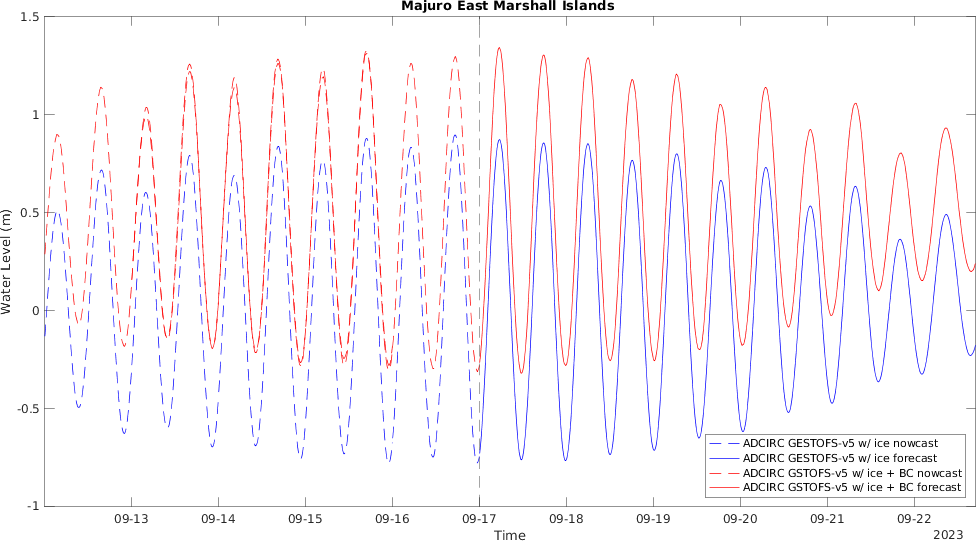 Majuro East Marshall Islands
Water Level (m)
1.5
1
0.5
0
-0.5
-1
ADCIRC GESTOFS-v5 w/ ice nowcast
ADCIRC GESTOFS-v5 w/ ice forecast
ADCIRC GSTOFS-v5 w/ ice + BC nowcast
ADCIRC GSTOFS-v5 w/ ice + BC forecast
09-13 09-14 09-15 09-16 09-17 09-18 09-19 09-20 09-21 09-22
Time
2023